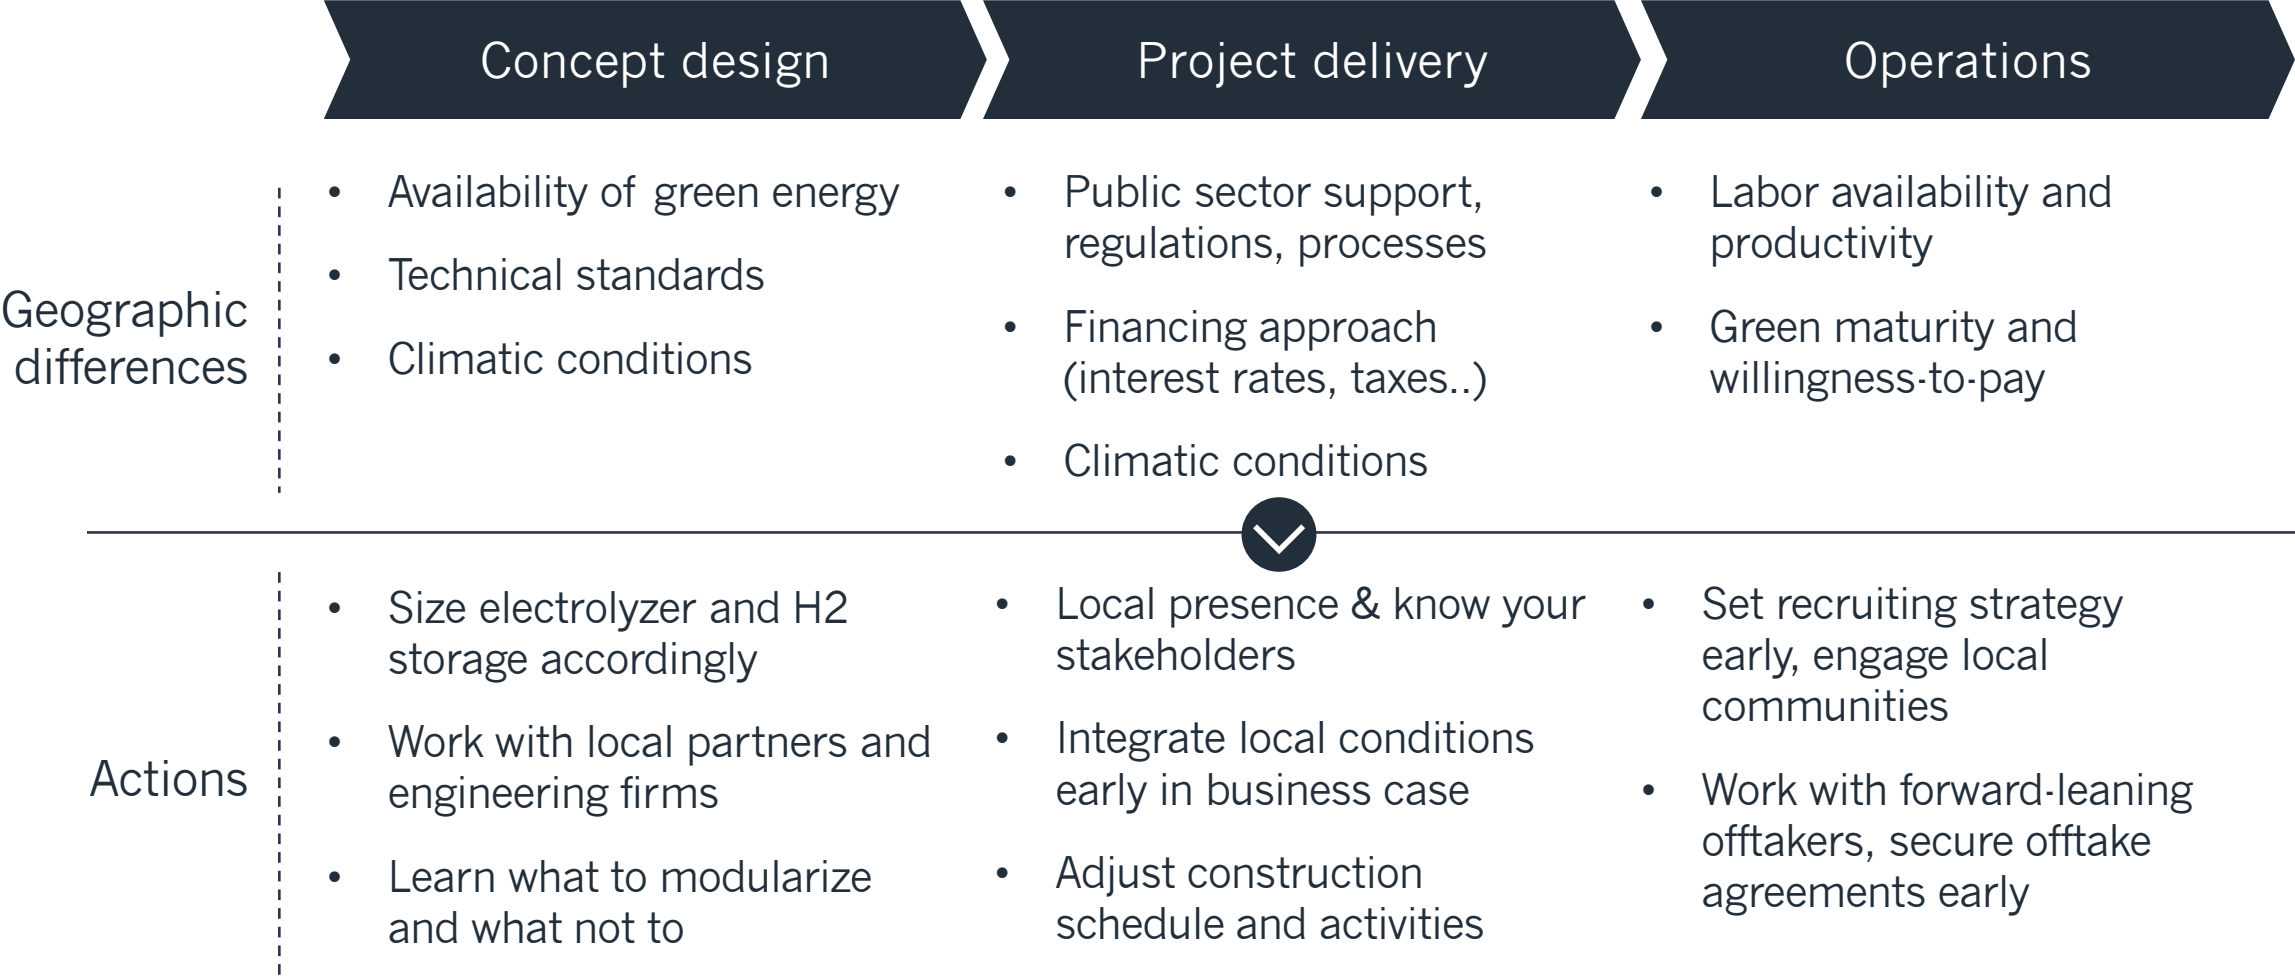 Concept design
Project delivery
Operations
Geographic
differences
• Availability of green energy
• Technical standards
• Climatic conditions
• Public sector support,
regulations, processes
• Financing approach
(interest rates, taxes..)
• Climatic conditions
• Labor availability and
productivity
• Green maturity and
willingness-to-pay
Actions
• Size electrolyzer and H2
storage accordingly
• Work with local partners and
engineering firms
• Learn what to modularize
and what not to
• Local presence & know your
stakeholders
• Integrate local conditions
early in business case
• Adjust construction
schedule and activities
• Set recruiting strategy
early, engage local
communities
• Work with forward-leaning
offtakers, secure offtake
agreements early